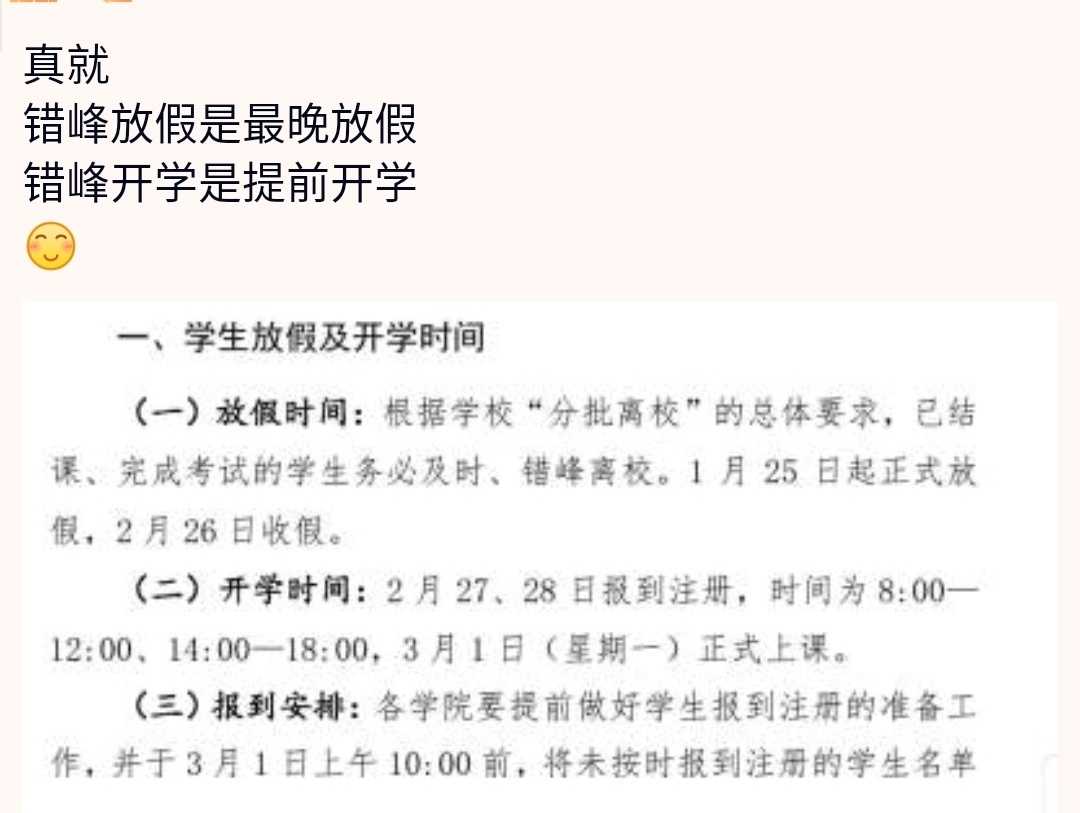 真就
错峰放假是最晚放假
错峰开学是提前开学
一、学生放假及开学时间
（一）放假时间：根据学校“分批离校”的总体要求，已结
课、完成考试的学生务必及时、错峰离校。1 月 25 日起正式放
假，2 月 26 日收假。
（二）开学时间：2 月 27、28 日报到注册，时间为 8:00—
12:00、14:00—18:00，3 月 1 日（星期一）正式上课。
（三）报到安排：各学院要提前做好学生报到注册的准备工
作，并于 3 月 1 日上午 10:00 前，将未按时报到注册的学生名单